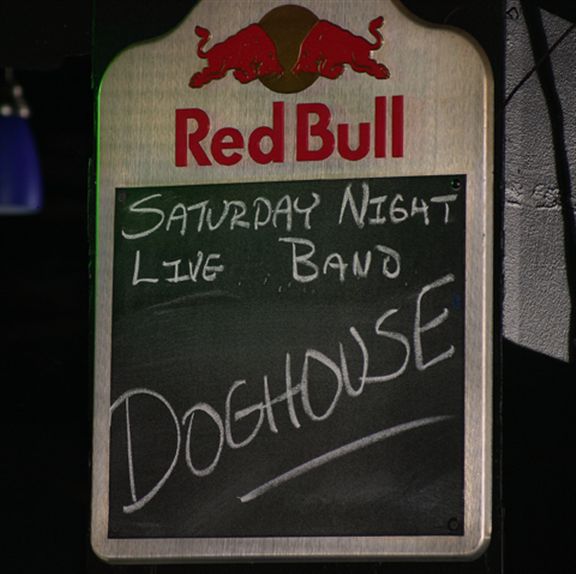 Red Bull
SATURDAY NIGHT
LIVE BAND
DOGHOUSE